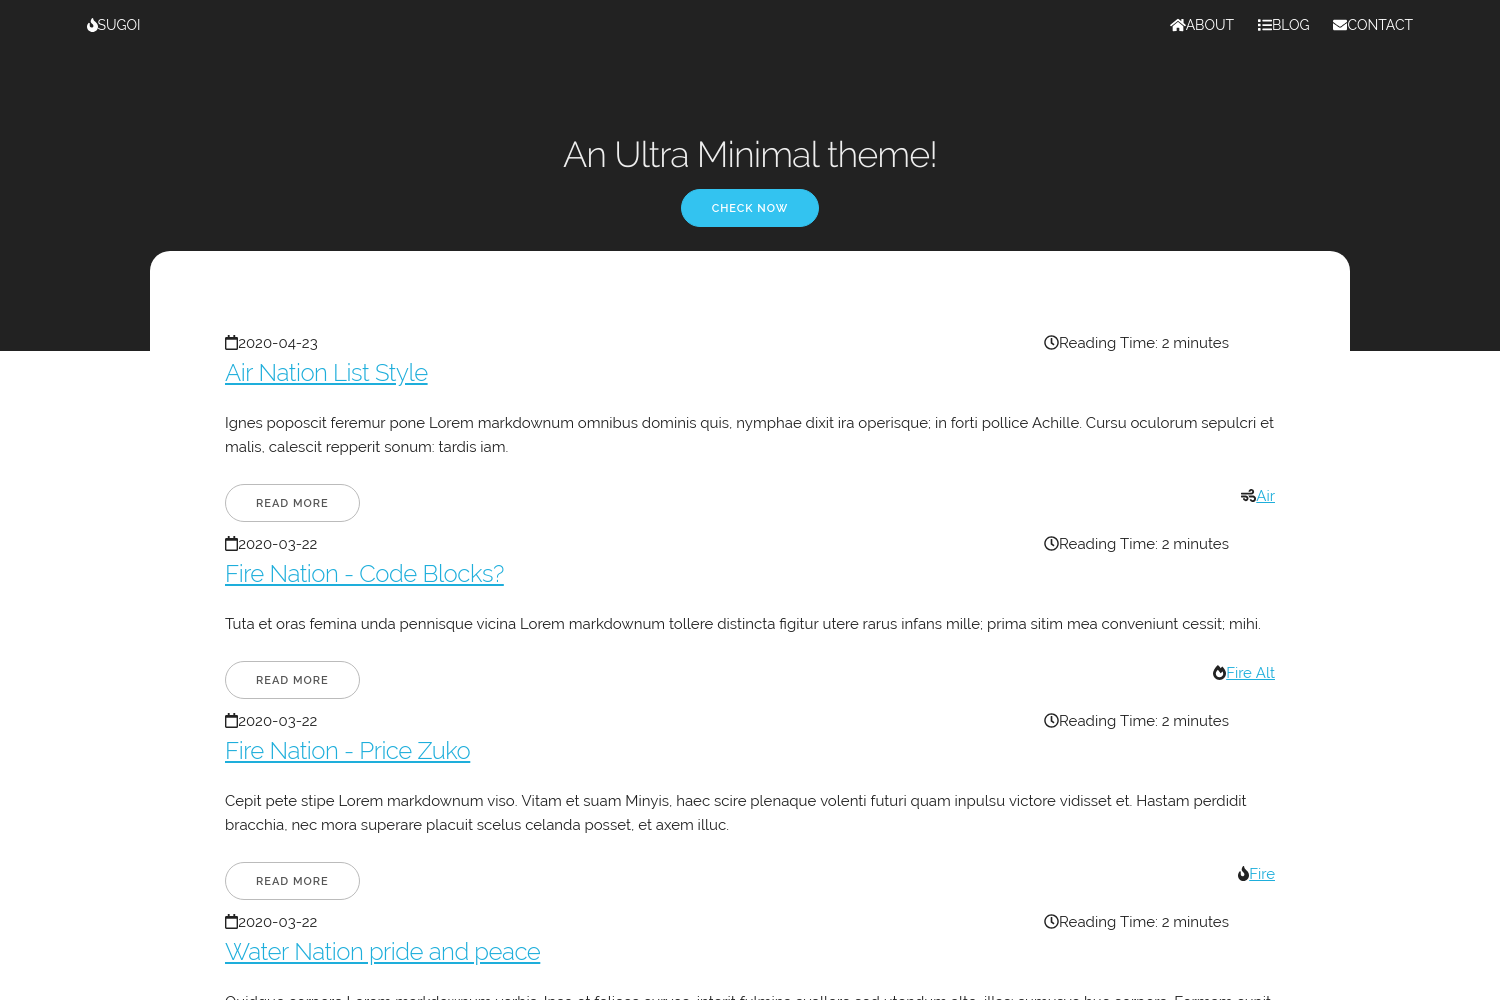 SUGOI
ABOUT BLOG CONTACT
An Ultra Minimal theme!
CHECK NOW
2020-04-23 Reading Time: 2 minutes
Air Nation List Style
Ignes poposcit feremur pone Lorem markdownum omnibus dominis quis, nymphae dixit ira operisque; in forti pollice Achille. Cursu oculorum sepulcri et
malis, calescit repperit sonum: tardis iam.
READ MORE Air
2020-03-22 Reading Time: 2 minutes
Fire Nation - Code Blocks?
Tuta et oras femina unda pennisque vicina Lorem markdownum tollere distincta figitur utere rarus infans mille; prima sitim mea conveniunt cessit; mihi.
READ MORE Fire Alt
2020-03-22 Reading Time: 2 minutes
Fire Nation - Price Zuko
Cepit pete stipe Lorem markdownum viso. Vitam et suam Minyis, haec scire plenaque volenti futuri quam inpulsu victore vidisset et. Hastam perdidit
bracchia, nec mora superare placuit scelus celanda posset, et axem illuc.
READ MORE Fire
2020-03-22 Reading Time: 2 minutes
Water Nation pride and peace